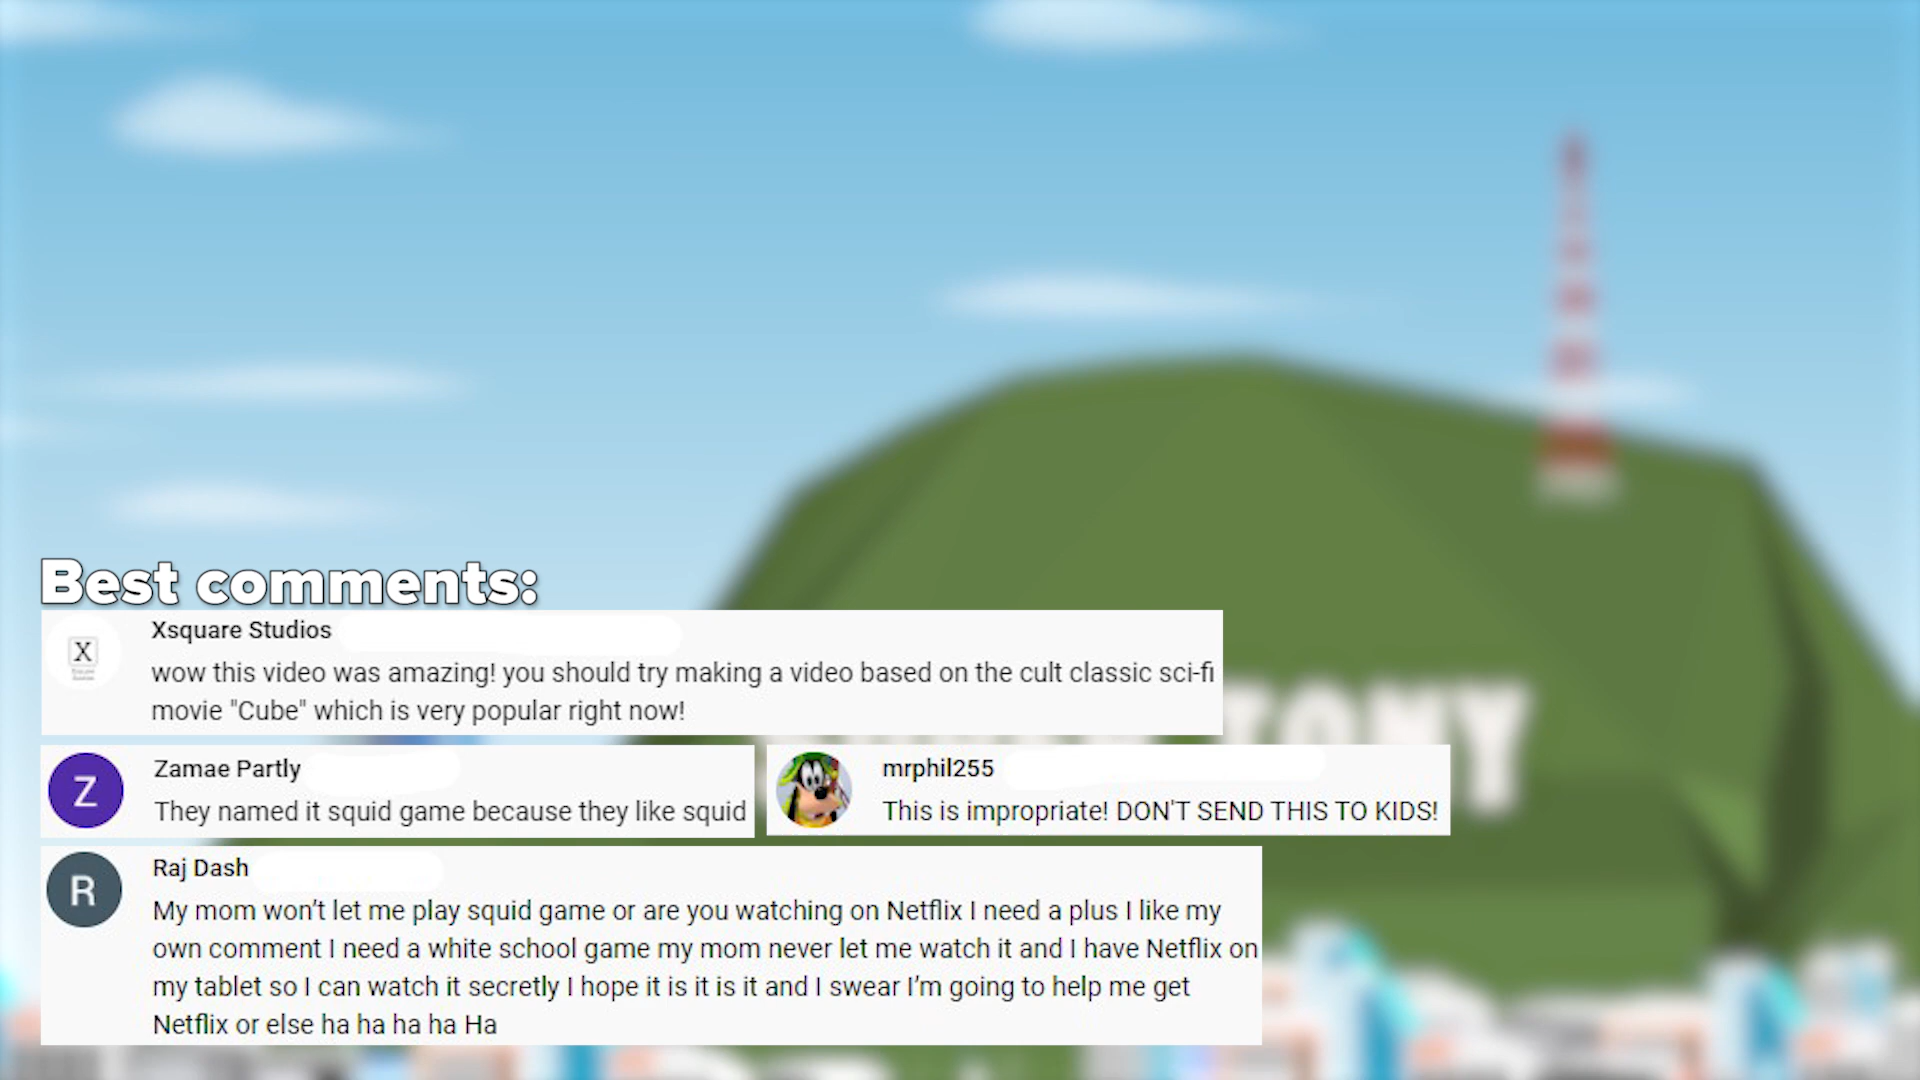 Best comments:
X
Xsquare Studios
wow this video was amazing! you should try making a video based on the cult classic sci-fi
movie "Cube" which is very popular right now!
Z
Zamae Partly
They named it squid game because they like squid
mrphil255
This is impropriate! DON'T SEND THIS TO KIDS!
R
Raj Dash
My mom won’t let me play squid game or are you watching on Netflix I need a plus I like my
own comment I need a white school game my mom never let me watch it and I have Netflix on
my tablet so I can watch it secretly I hope it is it is it and I swear I’m going to help me get
Netflix or else ha ha ha ha Ha